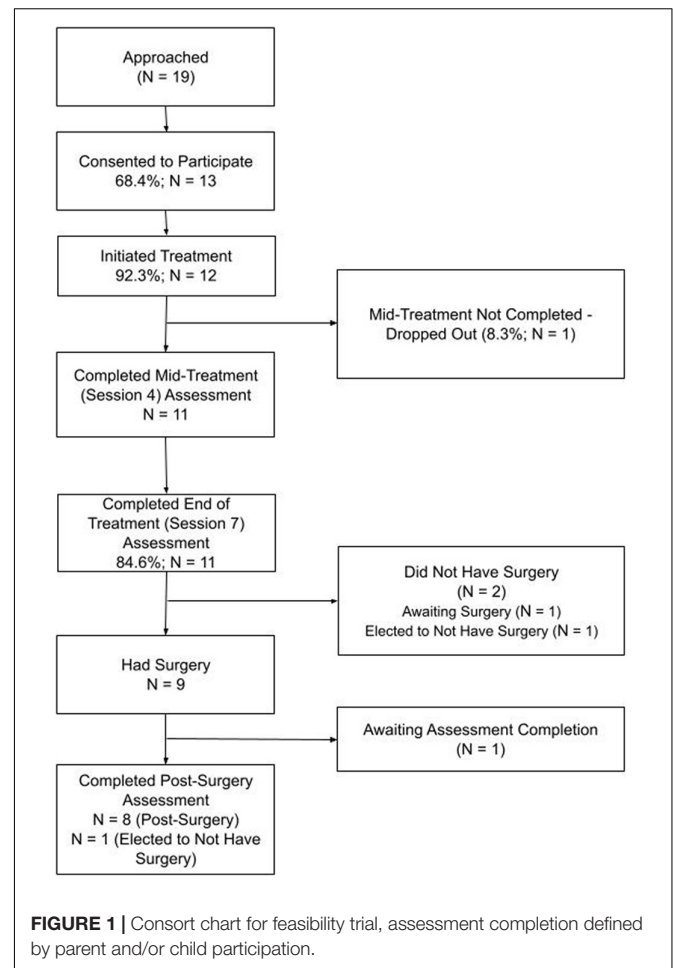 Approached
(N = 19)
Consented to Participate
68.4%; N = 13
Initiated Treatment
92.3%; N = 12
Mid-Treatment Not Completed -
Dropped Out (8.3%; N = 1)
Completed Mid-Treatment
(Session 4) Assessment
N = 11
Completed End of
Treatment (Session 7)
Assessment
84.6%; N = 11
Did Not Have Surgery
(N = 2)
Awaiting Surgery (N = 1)
Elected to Not Have Surgery (N = 1)
Had Surgery
N = 9
Awaiting Assessment Completion
(N = 1)
Completed Post-Surgery
Assessment
N = 8 (Post-Surgery)
N = 1 (Elected to Not Have
Surgery)
FIGURE 1 | Consort chart for feasibility trial, assessment completion defined
by parent and/or child participation.